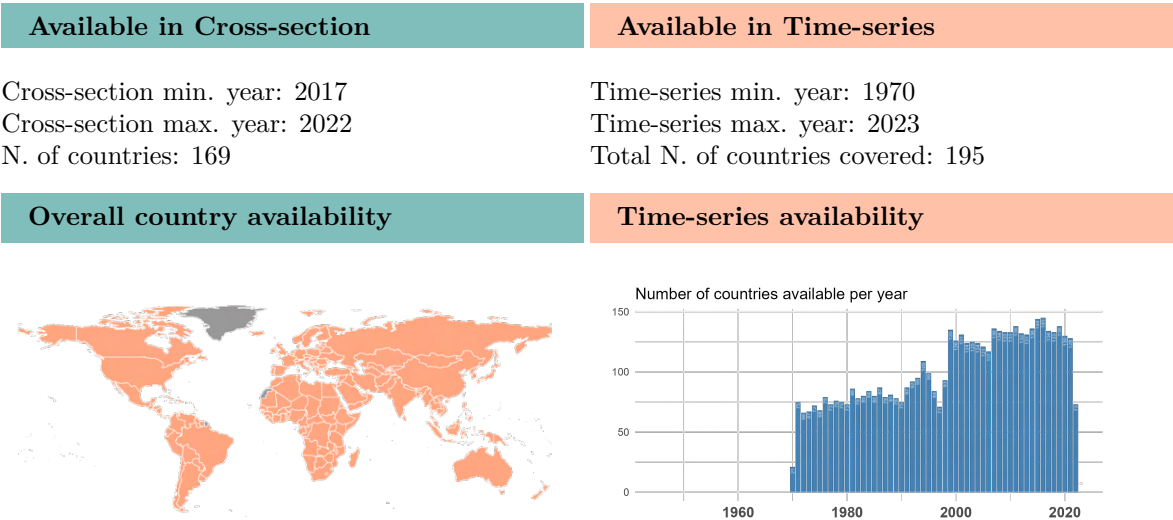 Available in Cross-section
Available in Time-series
Cross-section min. year: 2017
Cross-section max. year: 2022
N. of countries: 169
Time-series min. year: 1970
Time-series max. year: 2023
Total N. of countries covered: 195
Overall country availability
Time-series availability
Number of countries available per year
150
100
50
0
1960
1980
2000
2020